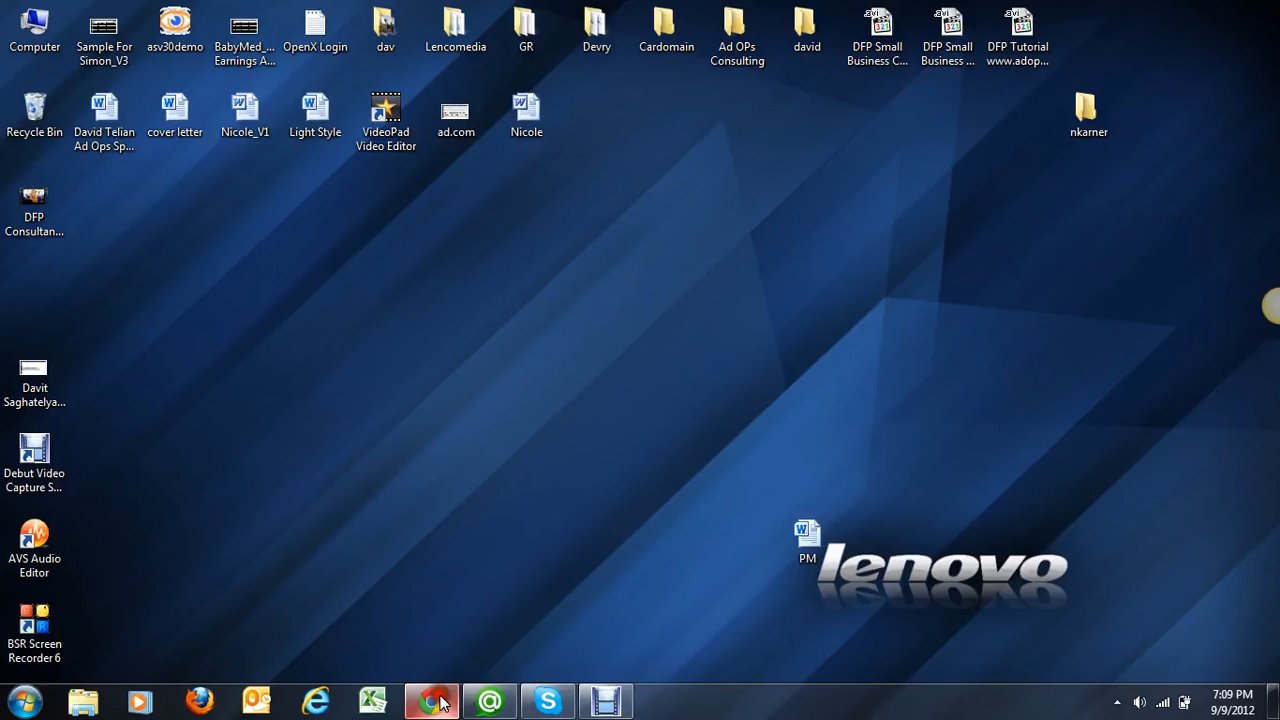 Computer
Sample For
Simon_V3
asv30demo
BabyMed_...
Earnings A...
OpenX Login
dav
Lencomedia
GR
Devry
Cardomain
Ad OPs
Consulting
david
DFP Small
Business C...
DFP Small
Business ...
DFP Tutorial
www.adop...
Recycle Bin
David Telian
Ad Ops Sp...
cover letter
Nicole_V1
Light Style
VideoPad
Video Editor
ad.com
Nicole
nkarner
DFP
Consultan...
Davit
Saghatelya...
Debut Video
Capture S...
AVS Audio
Editor
PM
lenovo
BSR Screen
Recorder 6
7:09 PM
9/9/2012